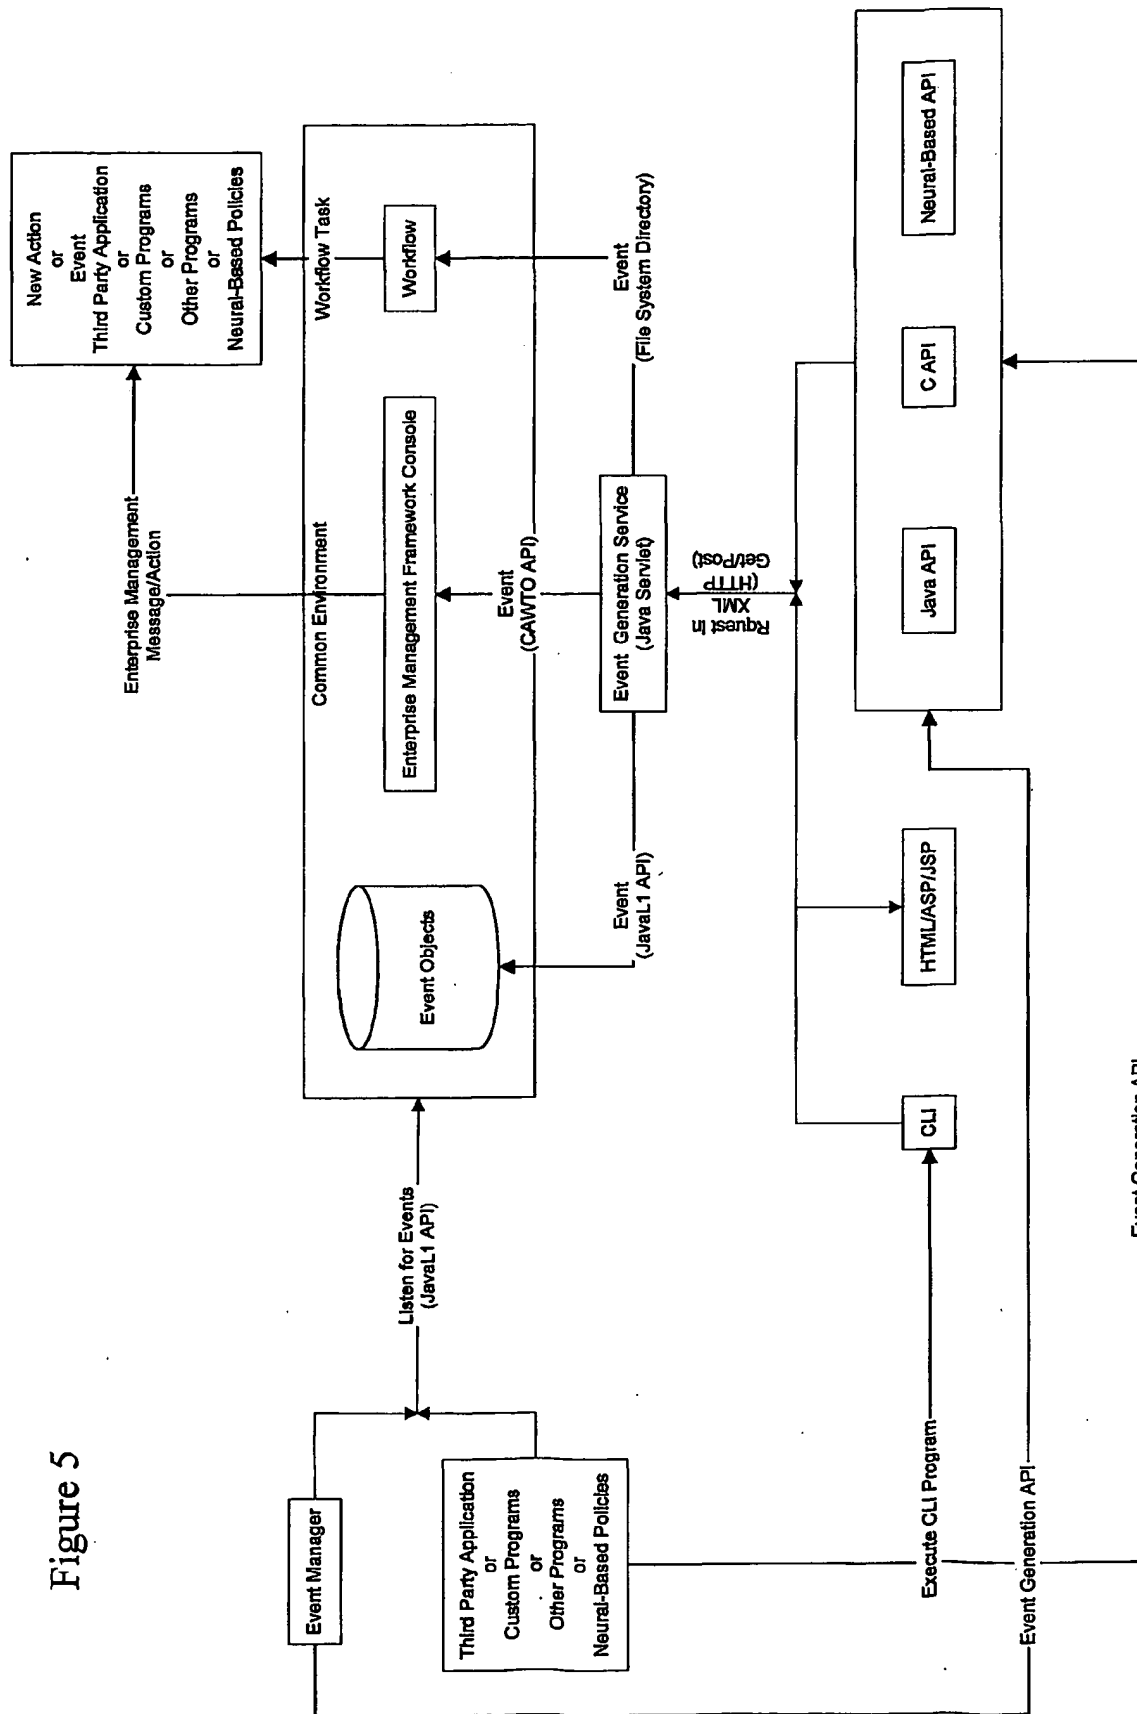 Figure 5
New Action
or
Event
Third Party Application
or
Custom Programs
or
Other Programs
or
Neural-Based Policies
Enterprise Management
Message/Action
Common Environment
Workflow Task
Event Objects
Enterprise Management Framework Console
Workflow
Event Manager
Listen for Events
(JavaL1 API)
Third Party Application
or
Custom Programs
or
Other Programs
or
Neural-Based Policies
Event
(CAWTO API)
Event
(JavaL1 API)
Event Generation Service
(Java Servlet)
Event
(File System Directory)
Rquest In
XML
(HTTP
Get/Post)
Execute CLI Program
CLI
HTML/ASP/JSP
Java API
C API
Neural-Based API
Event Generation API
Event Generation API